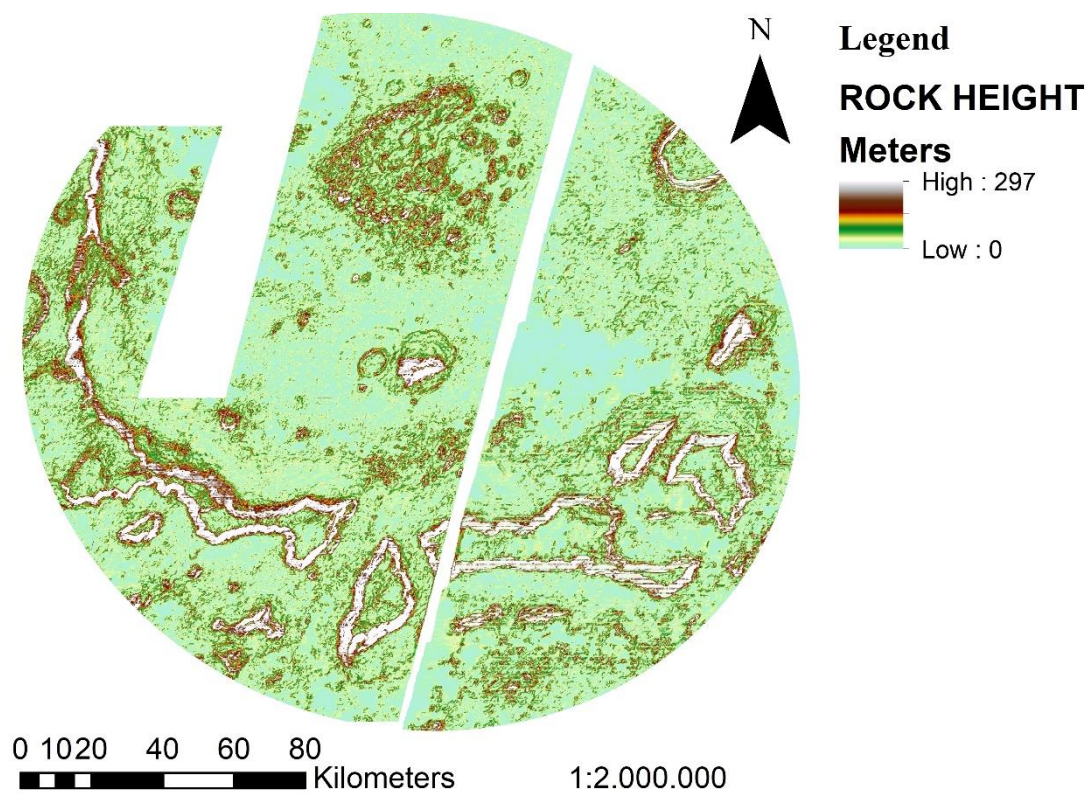 N
Legend
ROCK HEIGHT
Meters
High : 297
Low : 0
0 10 20 40 60 80
Kilometers
1:2.000.000